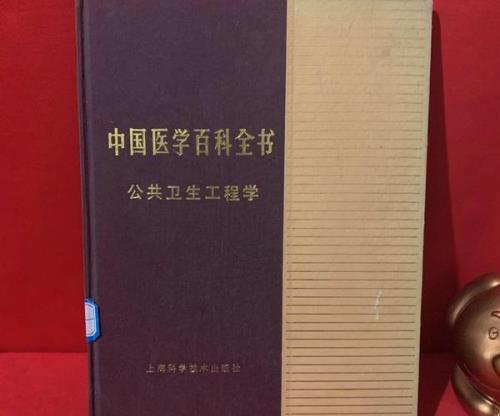 中国医学百科全书
公共卫生工程学
上海科学技术出版社